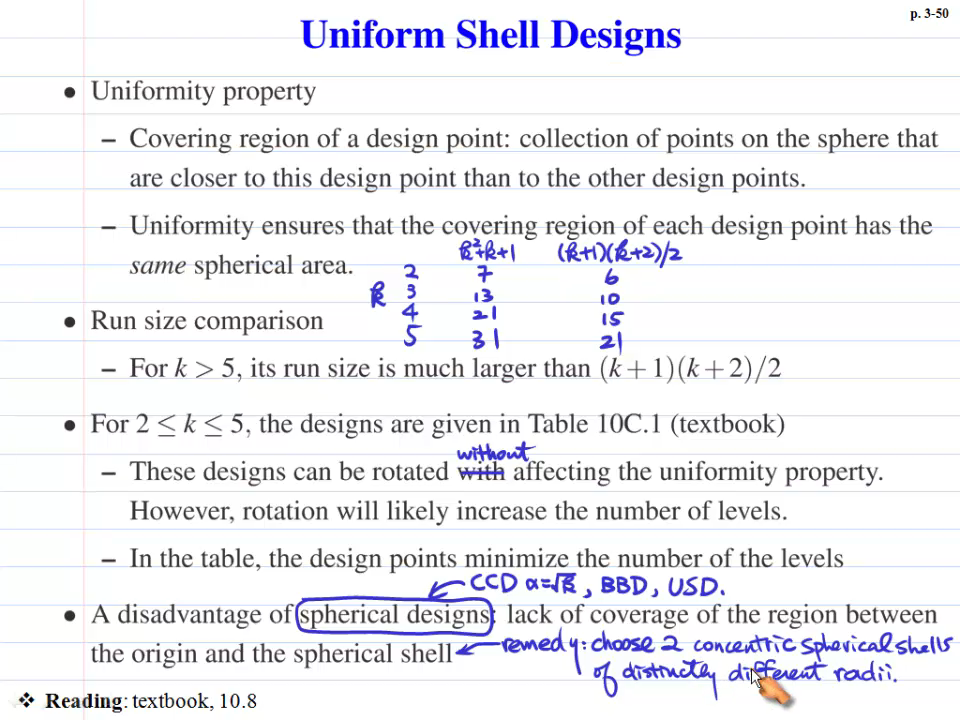 p. 3-50
Uniform Shell Designs
• Uniformity property
– Covering region of a design point: collection of points on the sphere that
are closer to this design point than to the other design points.
– Uniformity ensures that the covering region of each design point has the
same spherical area.
k²+k+1 (k+1)(k+2)/2
2 7 6
k 3 13 10
4 21 15
5 31 21
• Run size comparison
– For k > 5, its run size is much larger than (k+1)(k+2)/2
• For 2 ≤ k ≤ 5, the designs are given in Table 10C.1 (textbook)
without
– These designs can be rotated with affecting the uniformity property.
However, rotation will likely increase the number of levels.
– In the table, the design points minimize the number of the levels
CCD α=√k, BBD, USD.
• A disadvantage of spherical designs: lack of coverage of the region between
the origin and the spherical shell
remedy: choose 2 concentric spherical shells
of distinctly different radii.
❖ Reading: textbook, 10.8